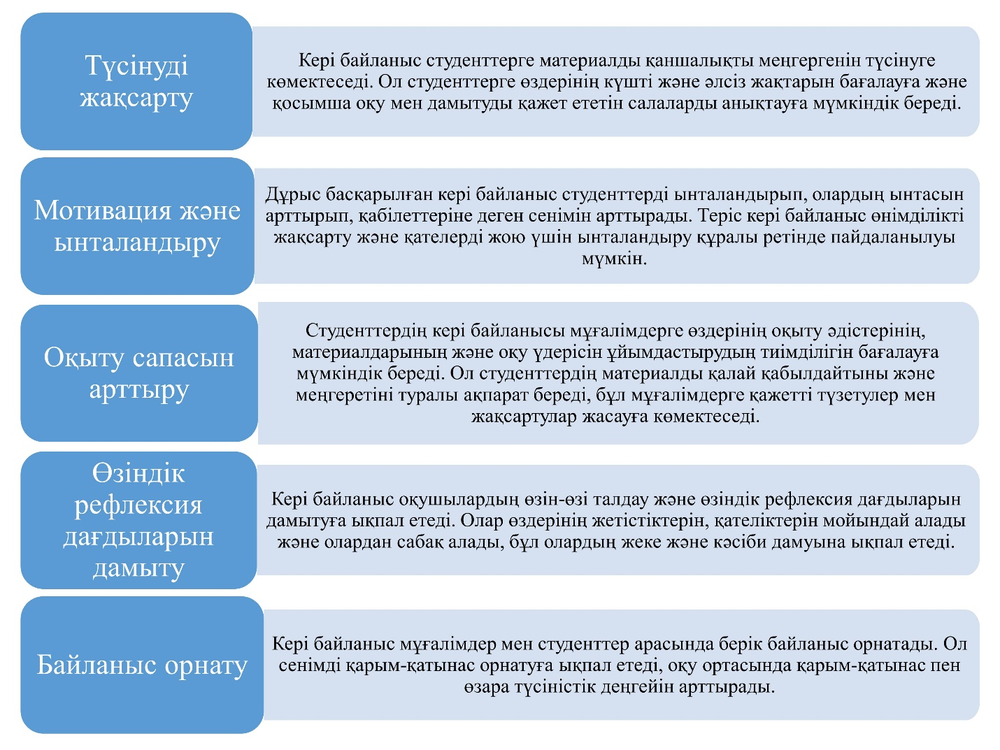 Түсінуді
жақсарту
Кері байланыс студенттерге материалды қаншалықты меңгергенін түсінуге
көмектеседі. Ол студенттерге өздерінің күшті және әлсіз жақтарын бағалауға және
қосымша оқу мен дамытуды қажет ететін салаларды анықтауға мүмкіндік береді.
Мотивация және
ынталандыру
Дұрыс басқарылған кері байланыс студенттерді ынталандырып, олардың ынтасын
арттырып, қабілеттеріне деген сенімін арттырады. Теріс кері байланыс өнімділікті
жақсарту және қателерді жою үшін ынталандыру құралы ретінде пайдаланылуы
мүмкін.
Оқыту сапасын
арттыру
Студенттердің кері байланысы мұғалімдерге өздерінің оқыту әдістерінің,
материалдарының және оқу үдерісін ұйымдастырудың тиімділігін бағалауға
мүмкіндік береді. Ол студенттердің материалды қалай қабылдайтыны және
меңгеретіні туралы ақпарат береді, бұл мұғалімдерге қажетті түзетулер мен
жақсартулар жасауға көмектеседі.
Өзіндік
рефлексия
дағдыларын
дамыту
Кері байланыс оқушылардың өзін-өзі талдау және өзіндік рефлексия дағдыларын
дамытуға ықпал етеді. Олар өздерінің жетістіктерін, қателіктерін мойындай алады
және олардан сабақ алады, бұл олардың жеке және кәсіби дамуына ықпал етеді.
Байланыс орнату
Кері байланыс мұғалімдер мен студенттер арасында берік байланыс орнатады. Ол
сенімді қарым-қатынас орнатуға ықпал етеді, оқу ортасында қарым-қатынас пен
өзара түсіністік деңгейін арттырады.